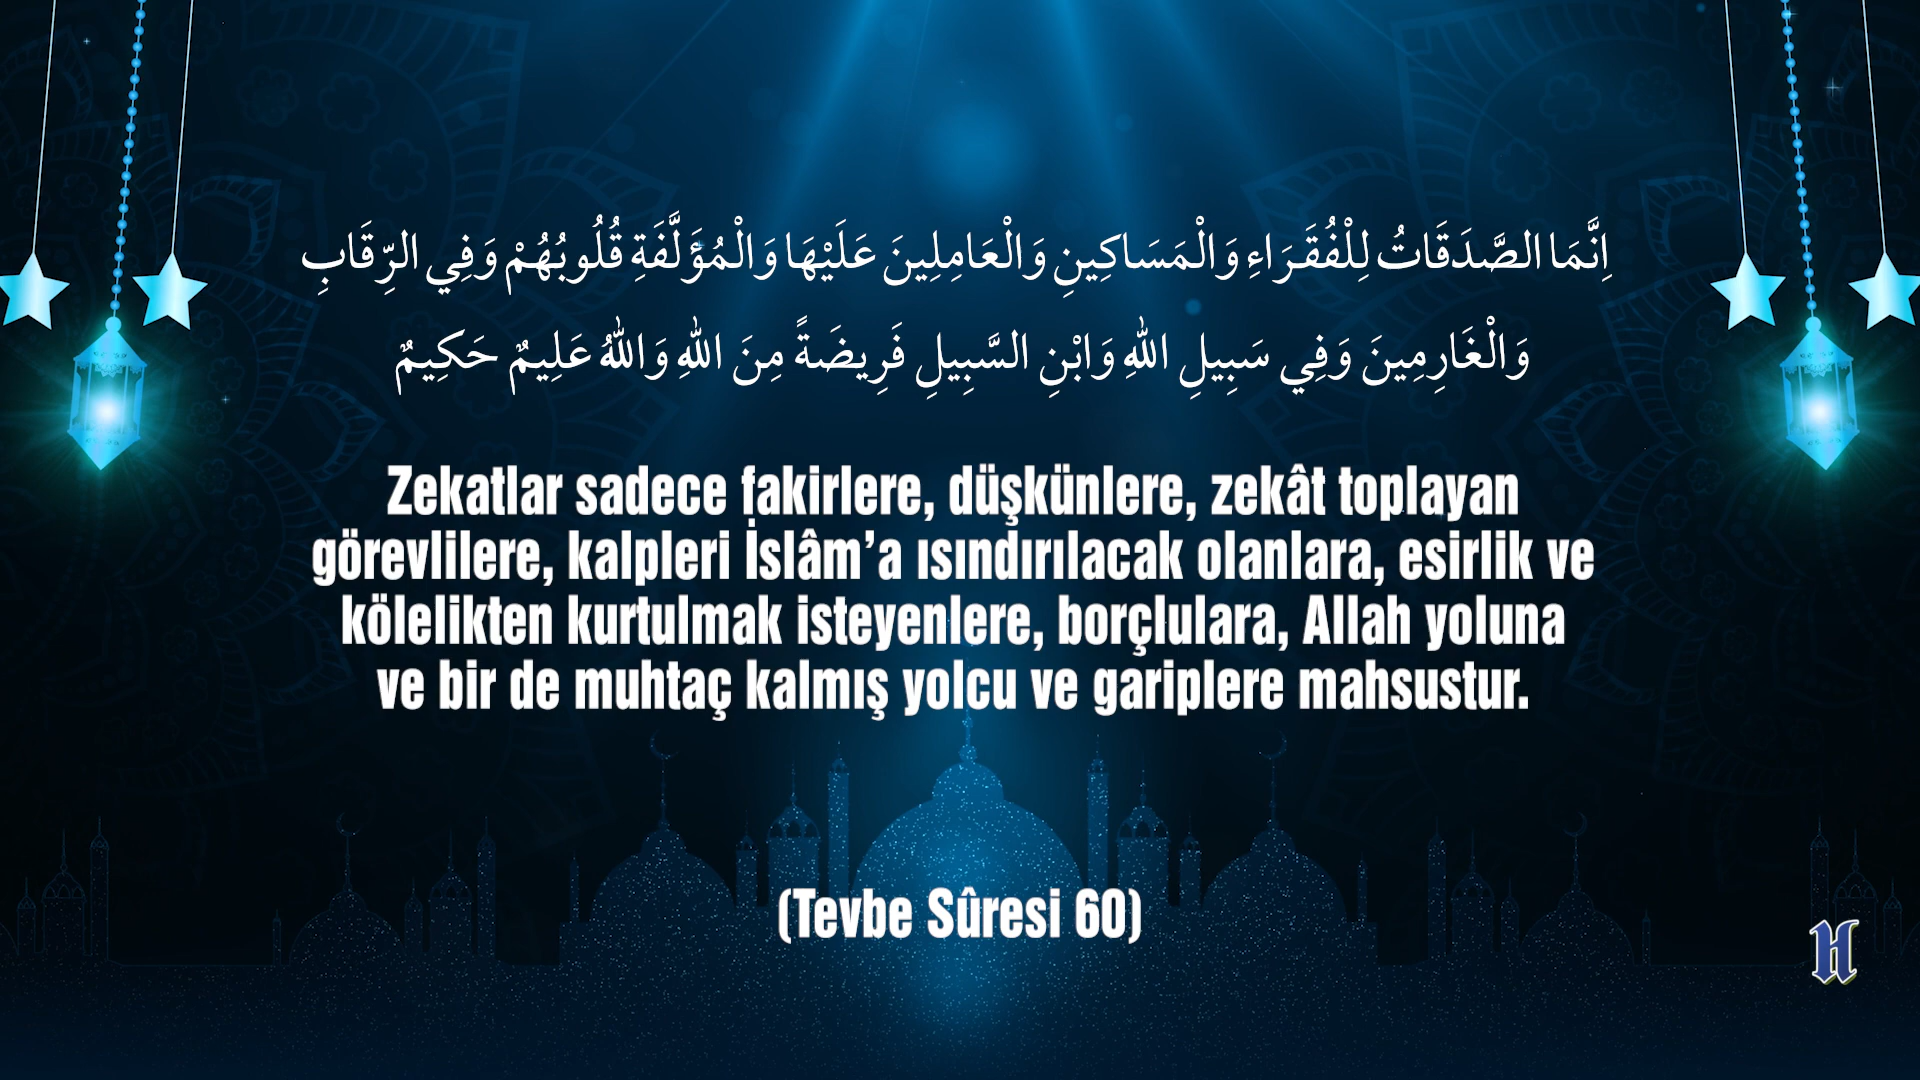 اِنَّمَا الصَّدَقَاتُ لِلْفُقَرَاءِ وَالْمَسَاكِينِ وَالْعَامِلِينَ عَلَيْهَا وَالْمُؤَلَّفَةِ قُلُوبُهُمْ وَفِي الرِّقَابِ
وَالْغَارِمِينَ وَفِي سَبِيلِ اللهِ وَابْنِ السَّبِيلِ فَرِيضَةً مِنَ اللهِ وَاللهُ عَلِيمٌ حَكِيمٌ
Zekatlar sadece fakirlere, düşkünlere, zekât toplayan
görevlilere, kalpleri İslâm’a ısındırılacak olanlara, esirlik ve
kölelikten kurtulmak isteyenlere, borçlulara, Allah yoluna
ve bir de muhtaç kalmış yolcu ve gariplere mahsustur.
(Tevbe Sûresi 60)
H